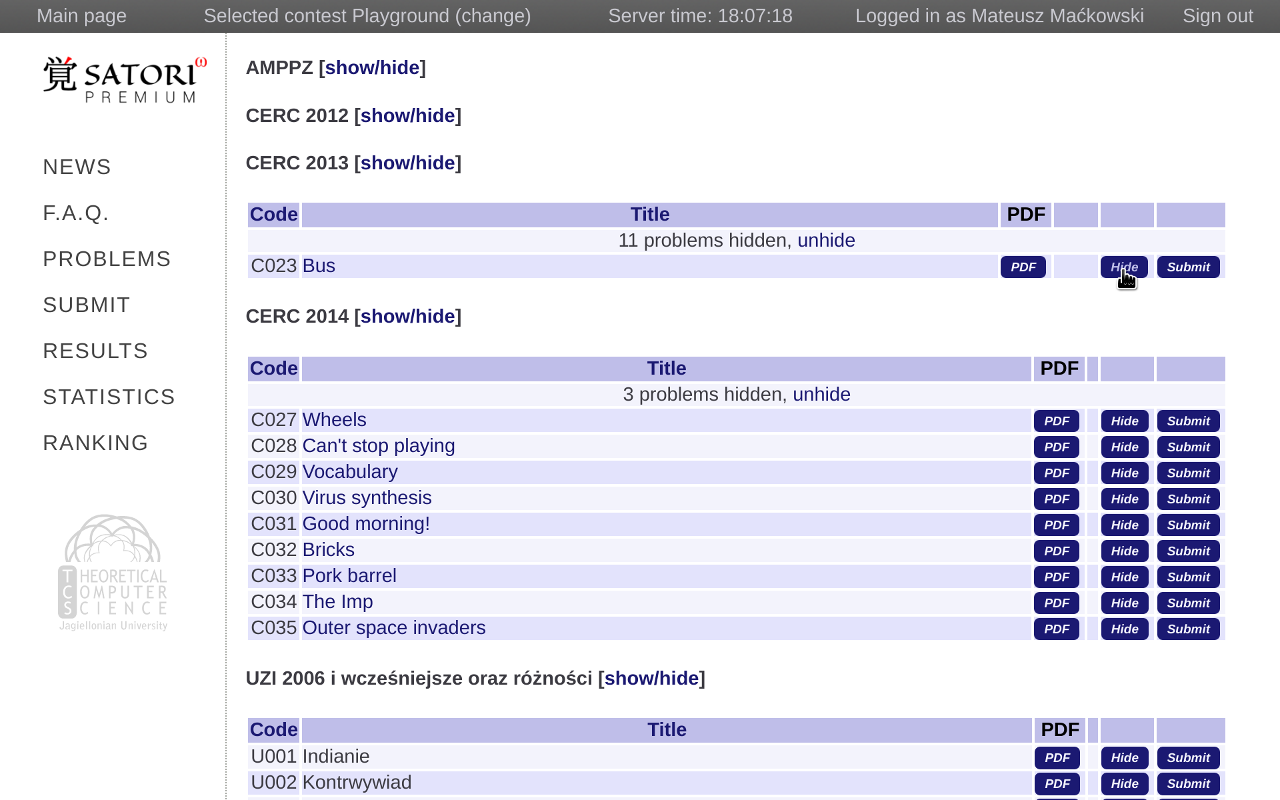 Main page Selected contest Playground (change) Server time: 18:07:18 Logged in as Mateusz Maćkowski Sign out
覚 SATORI ω
PREMIUM
NEWS
F.A.Q.
PROBLEMS
SUBMIT
RESULTS
STATISTICS
RANKING
TCS
THEORETICAL
COMPUTER
SCIENCE
Jagiellonian University
AMPPZ [show/hide]
CERC 2012 [show/hide]
CERC 2013 [show/hide]
Code Title PDF
11 problems hidden, unhide
C023 Bus PDF Hide Submit
CERC 2014 [show/hide]
Code Title PDF
3 problems hidden, unhide
C027 Wheels PDF Hide Submit
C028 Can't stop playing PDF Hide Submit
C029 Vocabulary PDF Hide Submit
C030 Virus synthesis PDF Hide Submit
C031 Good morning! PDF Hide Submit
C032 Bricks PDF Hide Submit
C033 Pork barrel PDF Hide Submit
C034 The Imp PDF Hide Submit
C035 Outer space invaders PDF Hide Submit
UZI 2006 i wcześniejsze oraz różności [show/hide]
Code Title PDF
U001 Indianie PDF Hide Submit
U002 Kontrwywiad PDF Hide Submit